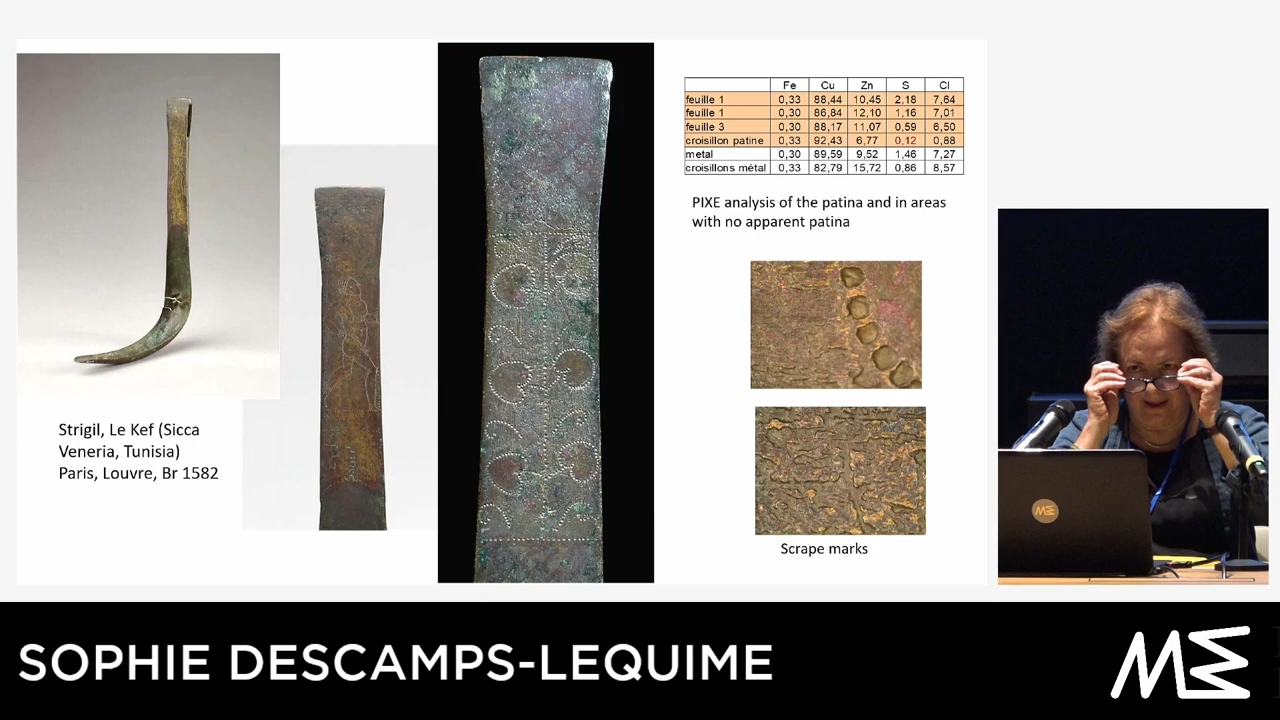 Fe Cu Zn S Cl
feuille 1 0,33 88,44 10,45 2,18 7,64
feuille 1 0,30 86,84 12,10 1,16 7,01
feuille 3 0,30 88,17 11,07 0,59 6,50
croisillon patine 0,33 92,43 6,77 0,12 0,88
metal 0,30 89,59 9,52 1,46 7,27
croisillons métal 0,33 82,79 15,72 0,86 8,57
PIXE analysis of the patina and in areas
with no apparent patina
Strigil, Le Kef (Sicca
Veneria, Tunisia)
Paris, Louvre, Br 1582
Scrape marks
ME
SOPHIE DESCAMPS-LEQUIME
ME